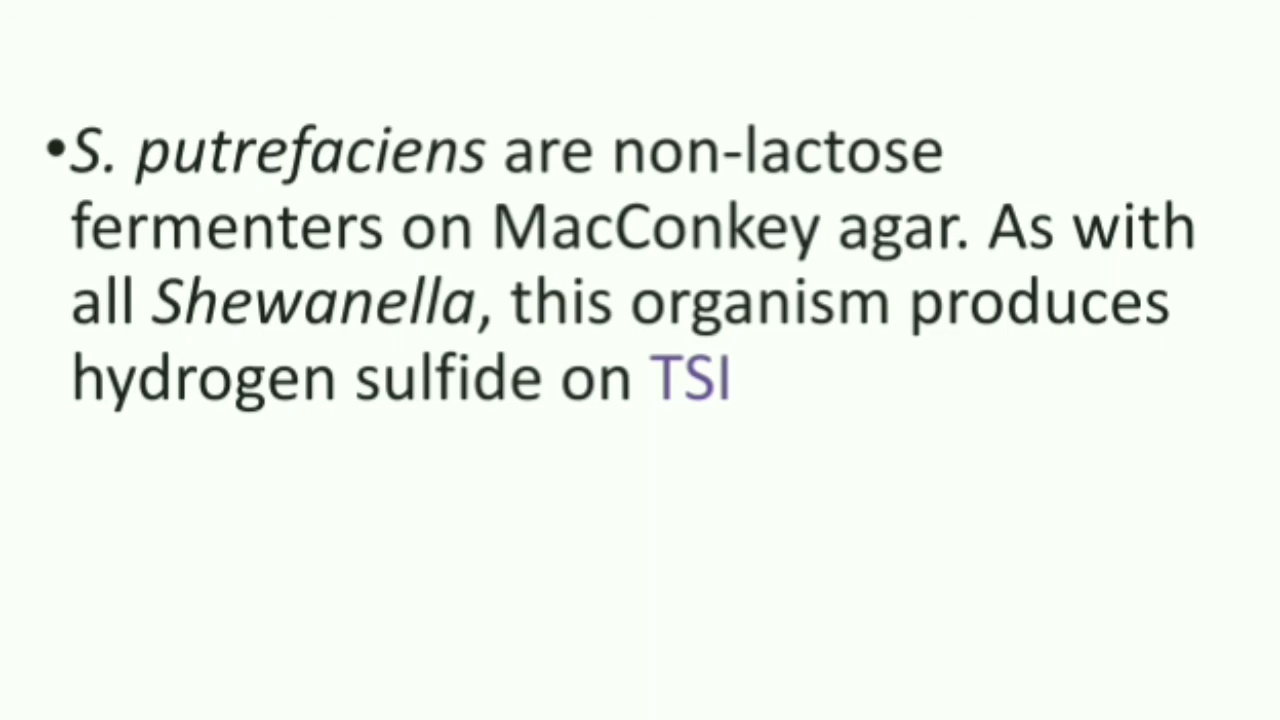 •S. putrefaciens are non-lactose
fermenters on MacConkey agar. As with
all Shewanella, this organism produces
hydrogen sulfide on TSI